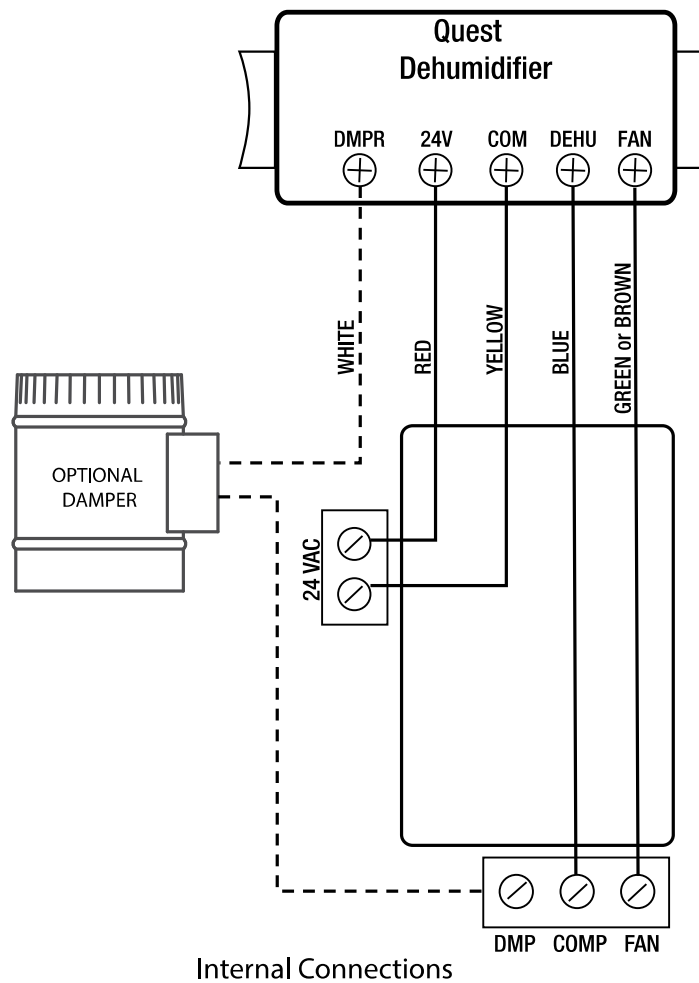 Quest
Dehumidifier
DMPR 24V COM DEHU FAN
WHITE
RED
YELLOW
BLUE
GREEN or BROWN
OPTIONAL
DAMPER
24 VAC
DMP COMP FAN
Internal Connections